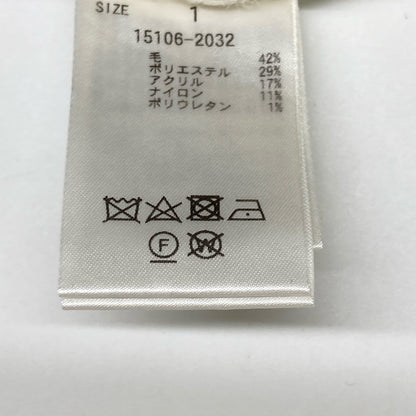 SIZE 1
15106-2032
毛 42%
ポリエステル 29%
アクリル 17%
ナイロン 11%
ポリウレタン 1%
F W